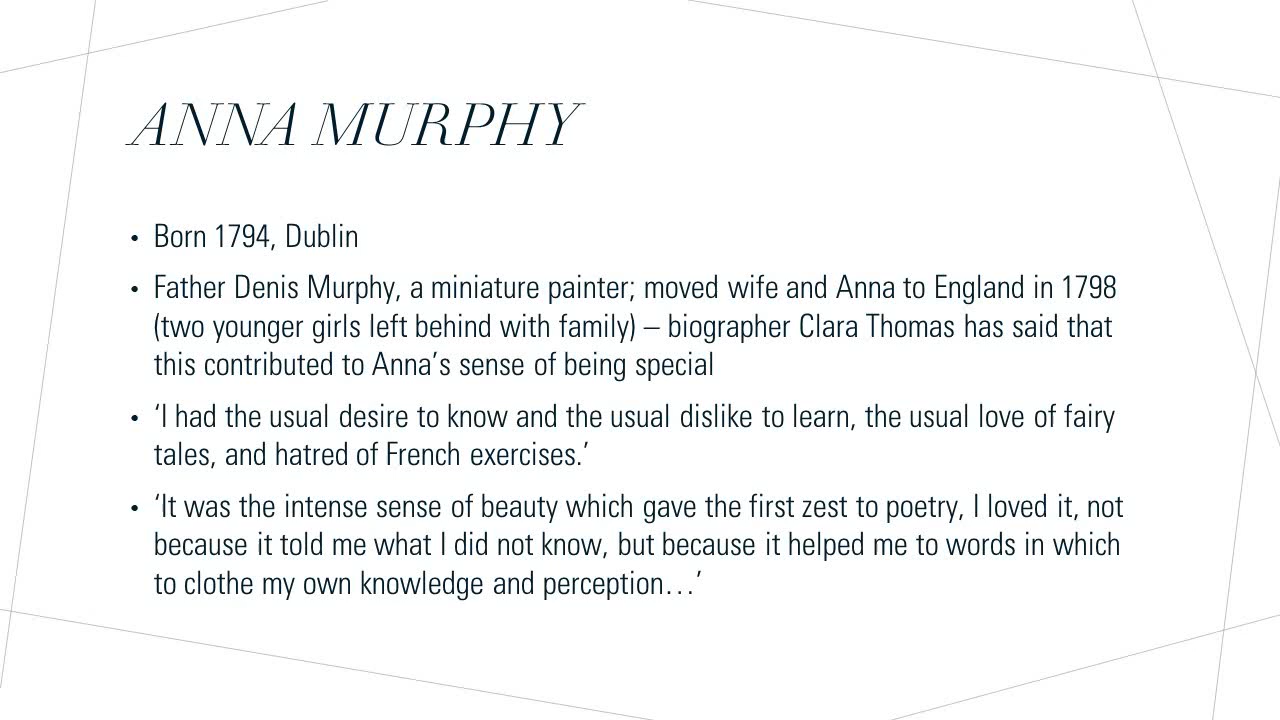 ANNA MURPHY
• Born 1794, Dublin
• Father Denis Murphy, a miniature painter; moved wife and Anna to England in 1798
(two younger girls left behind with family) – biographer Clara Thomas has said that
this contributed to Anna’s sense of being special
• ‘I had the usual desire to know and the usual dislike to learn, the usual love of fairy
tales, and hatred of French exercises.’
• ‘It was the intense sense of beauty which gave the first zest to poetry, I loved it, not
because it told me what I did not know, but because it helped me to words in which
to clothe my own knowledge and perception…’